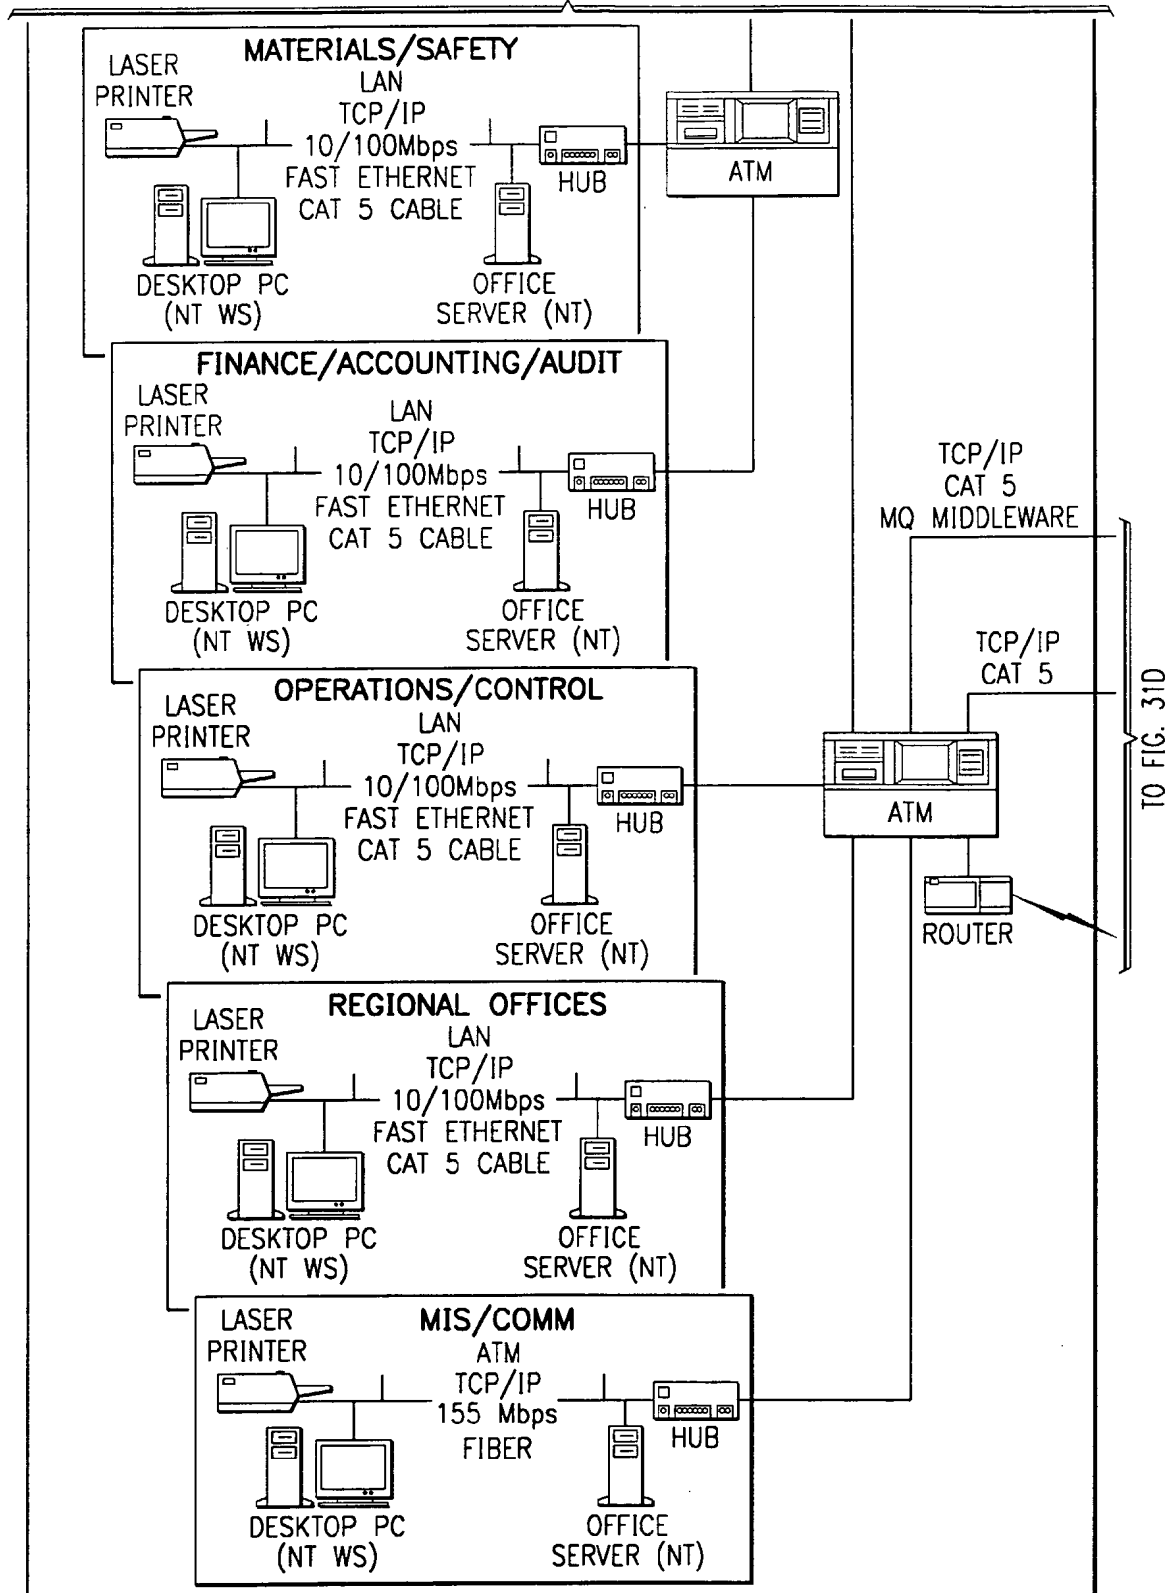 MATERIALS/SAFETY
LASER
PRINTER
LAN
TCP/IP
10/100Mbps
FAST ETHERNET
CAT 5 CABLE
HUB
DESKTOP PC
(NT WS)
OFFICE
SERVER (NT)
ATM
FINANCE/ACCOUNTING/AUDIT
LASER
PRINTER
LAN
TCP/IP
10/100Mbps
FAST ETHERNET
CAT 5 CABLE
HUB
DESKTOP PC
(NT WS)
OFFICE
SERVER (NT)
TCP/IP
CAT 5
MQ MIDDLEWARE
TCP/IP
CAT 5
TO FIG. 31D
OPERATIONS/CONTROL
LASER
PRINTER
LAN
TCP/IP
10/100Mbps
FAST ETHERNET
CAT 5 CABLE
HUB
DESKTOP PC
(NT WS)
OFFICE
SERVER (NT)
ATM
ROUTER
REGIONAL OFFICES
LASER
PRINTER
LAN
TCP/IP
10/100Mbps
FAST ETHERNET
CAT 5 CABLE
HUB
DESKTOP PC
(NT WS)
OFFICE
SERVER (NT)
MIS/COMM
LASER
PRINTER
ATM
TCP/IP
155 Mbps
FIBER
HUB
DESKTOP PC
(NT WS)
OFFICE
SERVER (NT)